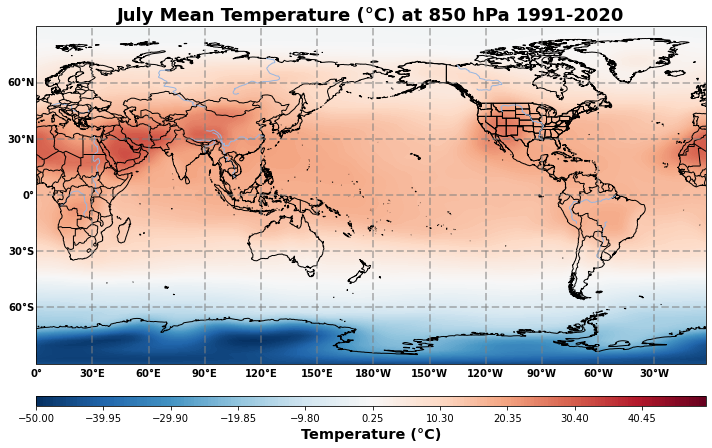 July Mean Temperature (°C) at 850 hPa 1991-2020
60°N
30°N
0°
30°S
60°S
0° 30°E 60°E 90°E 120°E 150°E 180° 150°W 120°W 90°W 60°W 30°W
−50.00 −39.95 −29.90 −19.85 −9.80 0.25 10.30 20.35 30.40 40.45
Temperature (°C)